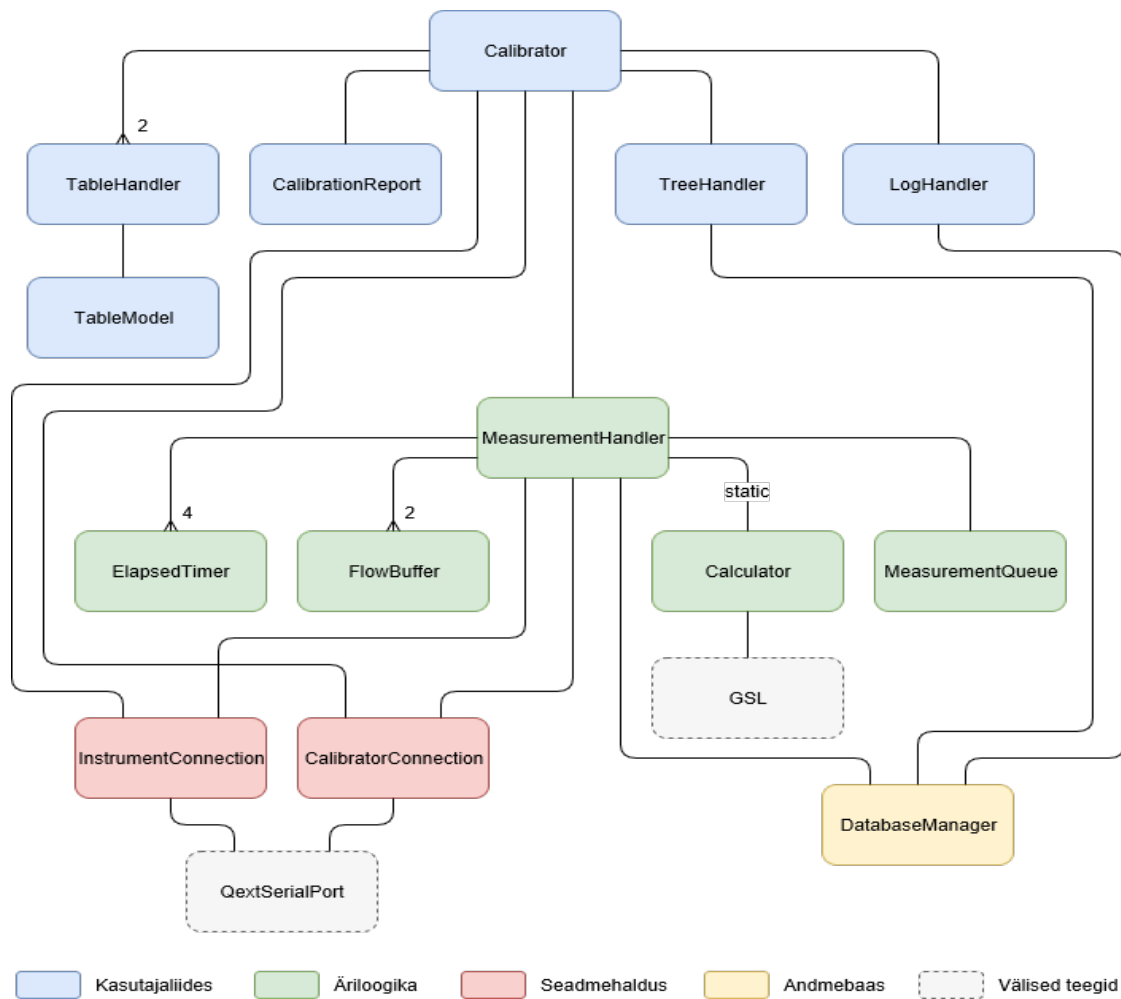 Calibrator
2
TableHandler
CalibrationReport
TreeHandler
LogHandler
TableModel
MeasurementHandler
static
4
2
ElapsedTimer
FlowBuffer
Calculator
MeasurementQueue
GSL
InstrumentConnection
CalibratorConnection
DatabaseManager
QextSerialPort
Kasutajaliides
Äriloogika
Seadmehaldus
Andmebaas
Välised teegid